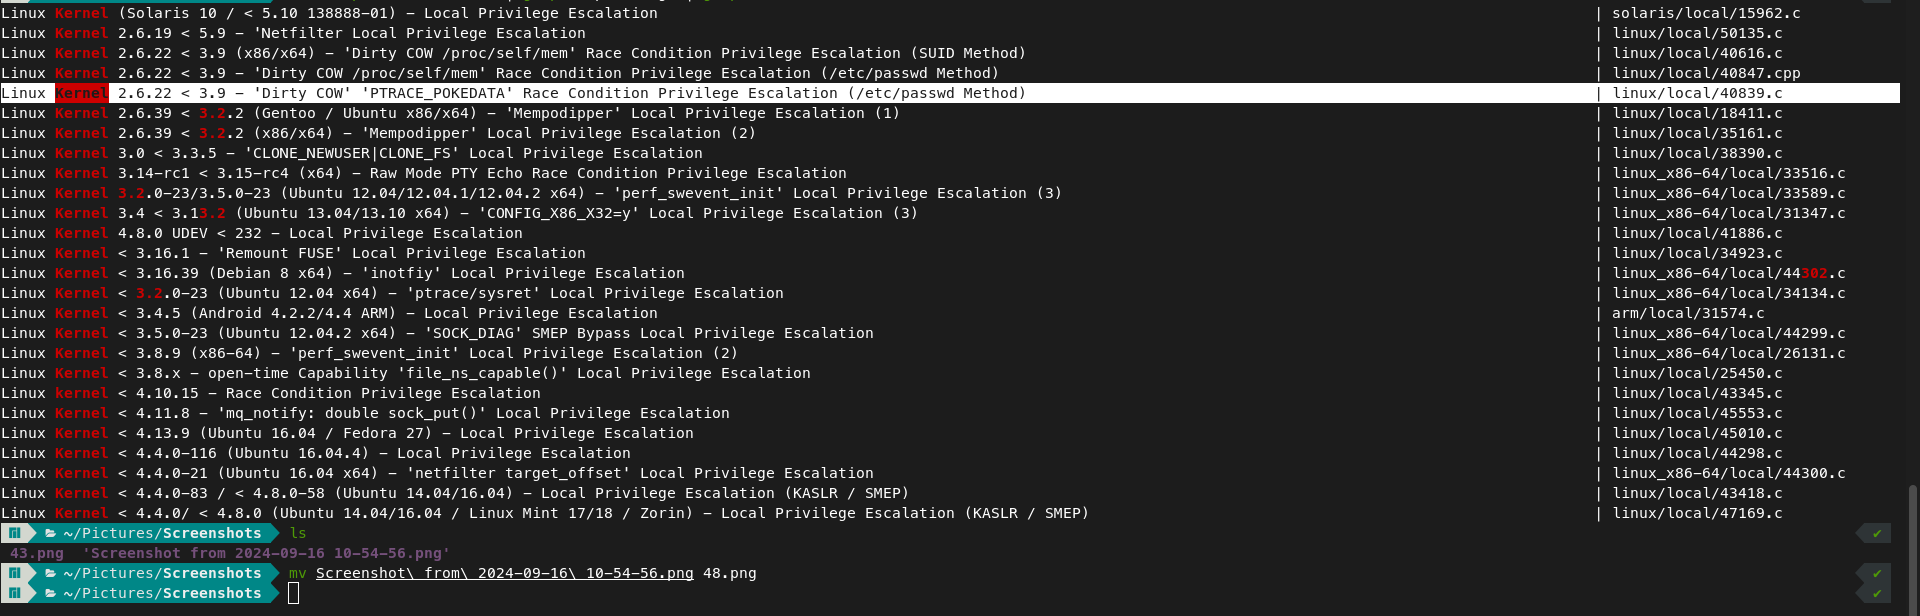 Linux Kernel (Solaris 10 / < 5.10 138888-01) - Local Privilege Escalation | solaris/local/15962.c
Linux Kernel 2.6.19 < 5.9 - 'Netfilter Local Privilege Escalation | linux/local/50135.c
Linux Kernel 2.6.22 < 3.9 (x86/x64) - 'Dirty COW /proc/self/mem' Race Condition Privilege Escalation (SUID Method) | linux/local/40616.c
Linux Kernel 2.6.22 < 3.9 - 'Dirty COW /proc/self/mem' Race Condition Privilege Escalation (/etc/passwd Method) | linux/local/40847.cpp
Linux Kernel 2.6.22 < 3.9 - 'Dirty COW' 'PTRACE_POKEDATA' Race Condition Privilege Escalation (/etc/passwd Method) | linux/local/40839.c
Linux Kernel 2.6.39 < 3.2.2 (Gentoo / Ubuntu x86/x64) - 'Mempodipper' Local Privilege Escalation (1) | linux/local/18411.c
Linux Kernel 2.6.39 < 3.2.2 (x86/x64) - 'Mempodipper' Local Privilege Escalation (2) | linux/local/35161.c
Linux Kernel 3.0 < 3.3.5 - 'CLONE_NEWUSER|CLONE_FS' Local Privilege Escalation | linux/local/38390.c
Linux Kernel 3.14-rc1 < 3.15-rc4 (x64) - Raw Mode PTY Echo Race Condition Privilege Escalation | linux_x86-64/local/33516.c
Linux Kernel 3.2.0-23/3.5.0-23 (Ubuntu 12.04/12.04.1/12.04.2 x64) - 'perf_swevent_init' Local Privilege Escalation (3) | linux_x86-64/local/33589.c
Linux Kernel 3.4 < 3.13.2 (Ubuntu 13.04/13.10 x64) - 'CONFIG_X86_X32=y' Local Privilege Escalation (3) | linux_x86-64/local/31347.c
Linux Kernel 4.8.0 UDEV < 232 - Local Privilege Escalation | linux/local/41886.c
Linux Kernel < 3.16.1 - 'Remount FUSE' Local Privilege Escalation | linux/local/34923.c
Linux Kernel < 3.16.39 (Debian 8 x64) - 'inotfiy' Local Privilege Escalation | linux_x86-64/local/44302.c
Linux Kernel < 3.2.0-23 (Ubuntu 12.04 x64) - 'ptrace/sysret' Local Privilege Escalation | linux_x86-64/local/34134.c
Linux Kernel < 3.4.5 (Android 4.2.2/4.4 ARM) - Local Privilege Escalation | arm/local/31574.c
Linux Kernel < 3.5.0-23 (Ubuntu 12.04.2 x64) - 'SOCK_DIAG' SMEP Bypass Local Privilege Escalation | linux_x86-64/local/44299.c
Linux Kernel < 3.8.9 (x86-64) - 'perf_swevent_init' Local Privilege Escalation (2) | linux_x86-64/local/26131.c
Linux Kernel < 3.8.x - open-time Capability 'file_ns_capable()' Local Privilege Escalation | linux/local/25450.c
Linux kernel < 4.10.15 - Race Condition Privilege Escalation | linux/local/43345.c
Linux Kernel < 4.11.8 - 'mq_notify: double sock_put()' Local Privilege Escalation | linux/local/45553.c
Linux Kernel < 4.13.9 (Ubuntu 16.04 / Fedora 27) - Local Privilege Escalation | linux/local/45010.c
Linux Kernel < 4.4.0-116 (Ubuntu 16.04.4) - Local Privilege Escalation | linux/local/44298.c
Linux Kernel < 4.4.0-21 (Ubuntu 16.04 x64) - 'netfilter target_offset' Local Privilege Escalation | linux_x86-64/local/44300.c
Linux Kernel < 4.4.0-83 / < 4.8.0-58 (Ubuntu 14.04/16.04) - Local Privilege Escalation (KASLR / SMEP) | linux/local/43418.c
Linux Kernel < 4.4.0/ < 4.8.0 (Ubuntu 14.04/16.04 / Linux Mint 17/18 / Zorin) - Local Privilege Escalation (KASLR / SMEP) | linux/local/47169.c
~/Pictures/Screenshots ls ✔
43.png 'Screenshot from 2024-09-16 10-54-56.png'
~/Pictures/Screenshots mv Screenshot\ from\ 2024-09-16\ 10-54-56.png 48.png ✔
~/Pictures/Screenshots ✔